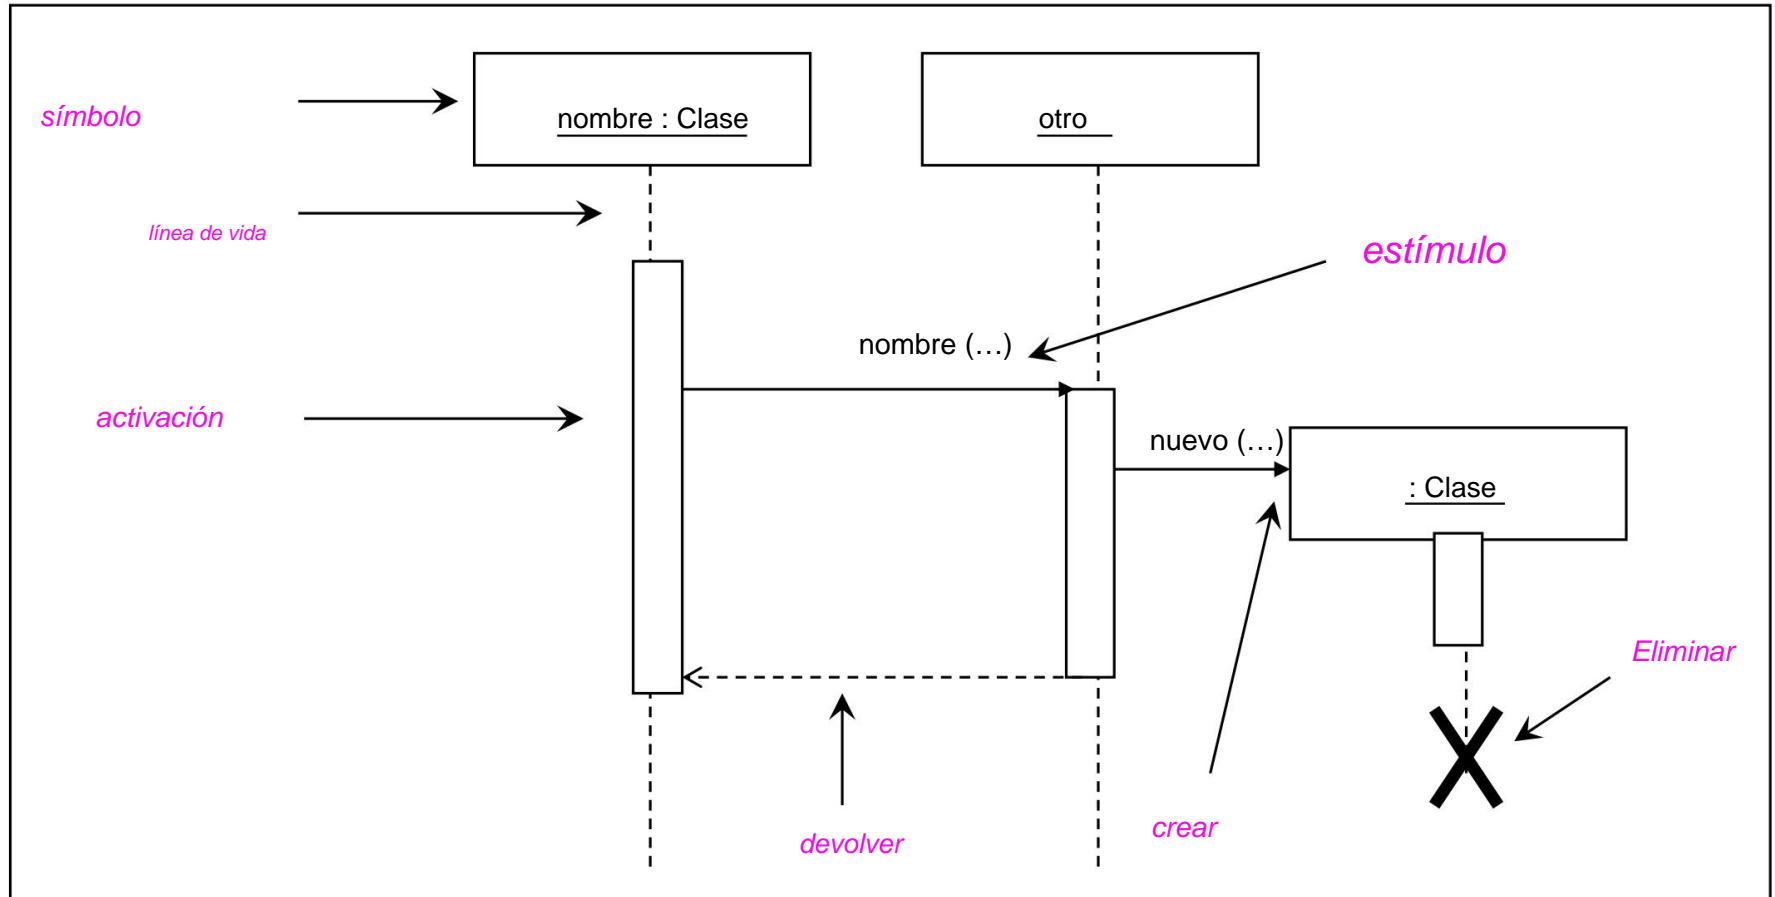 símbolo
nombre : Clase
otro
línea de vida
estímulo
nombre (…)
activación
nuevo (…)
: Clase
Eliminar
crear
devolver